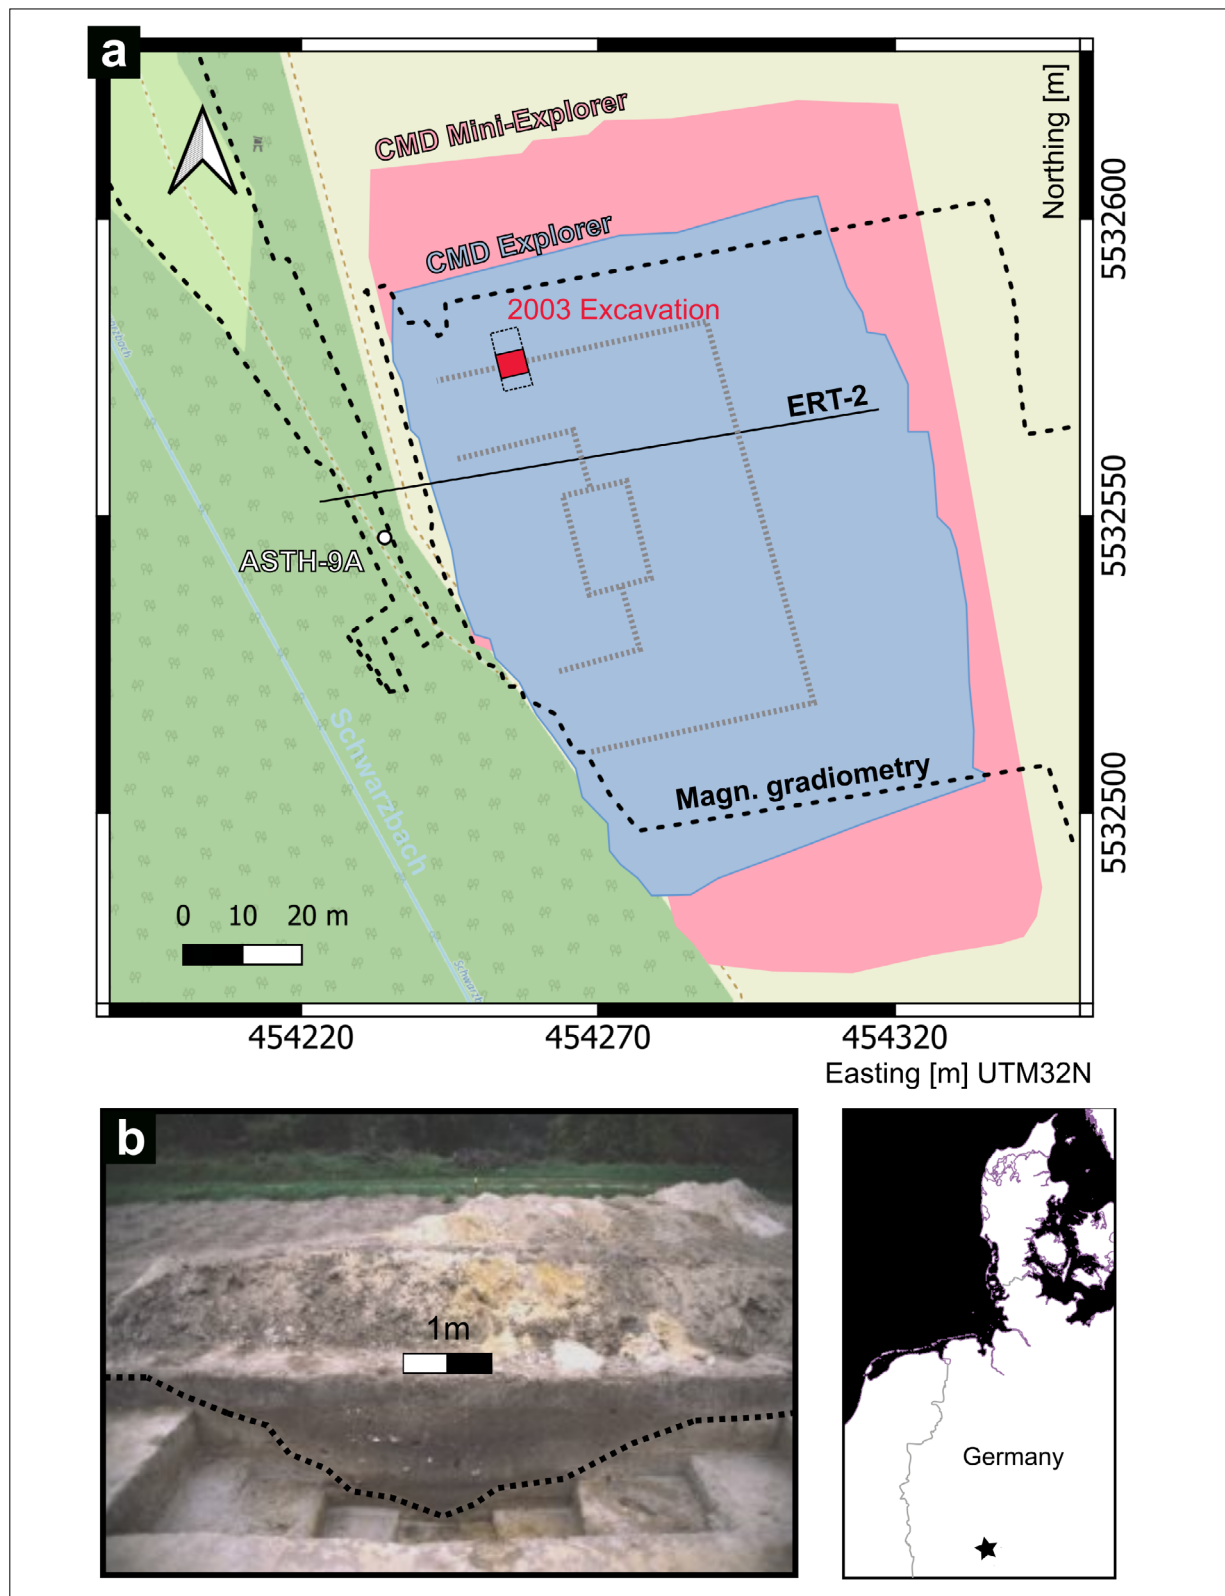 a
Northing [m]
CMD Mini-Explorer
5532600
CMD Explorer
2003 Excavation
ERT-2
5532550
ASTH-9A
Schwarzbach
Magn. gradiometry
5532500
0 10 20 m
454220 454270 454320
Easting [m] UTM32N
b
1m
Germany